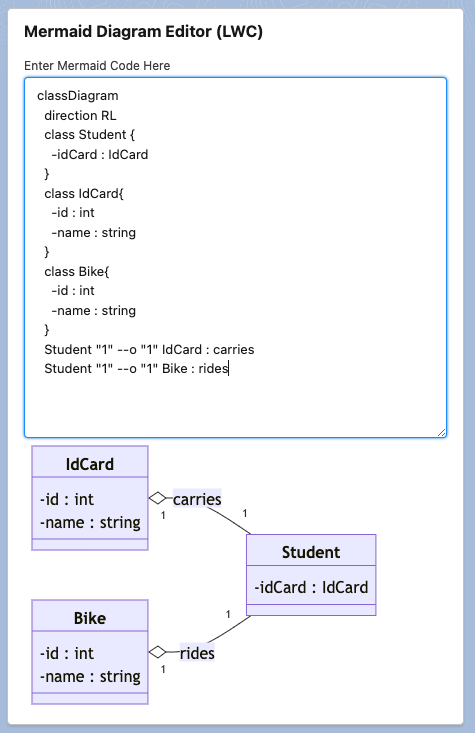 Mermaid Diagram Editor (LWC)
Enter Mermaid Code Here
classDiagram
direction RL
class Student {
-idCard : IdCard
}
class IdCard{
-id : int
-name : string
}
class Bike{
-id : int
-name : string
}
Student "1" --o "1" IdCard : carries
Student "1" --o "1" Bike : rides
IdCard
-id : int
-name : string
carries
1
1
Student
-idCard : IdCard
Bike
-id : int
-name : string
1
rides
1